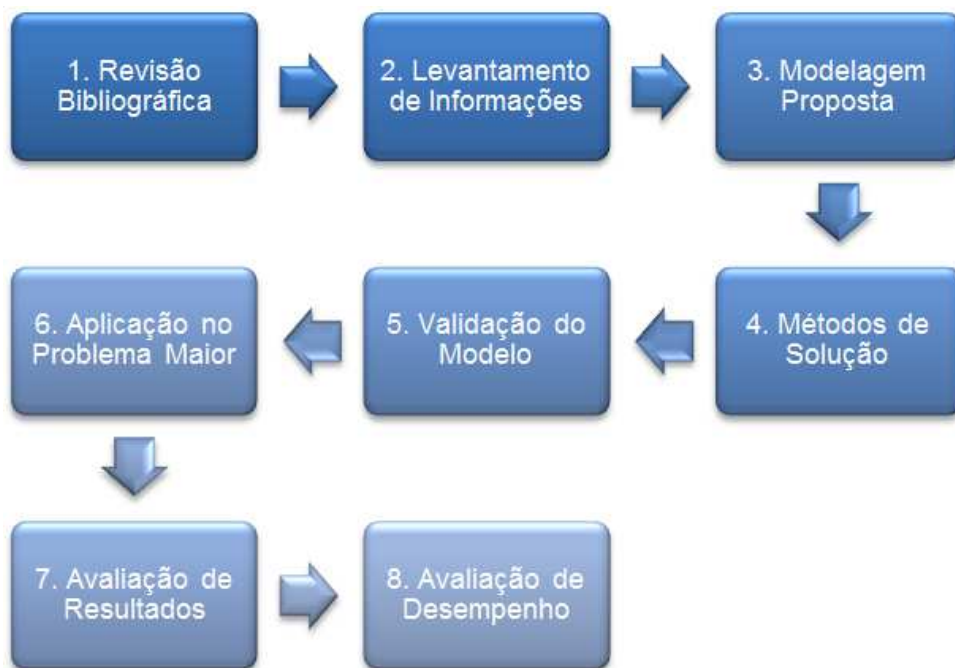 1. Revisão
Bibliográfica
2. Levantamento
de Informações
3. Modelagem
Proposta
4. Métodos de
Solução
5. Validação do
Modelo
6. Aplicação no
Problema Maior
7. Avaliação de
Resultados
8. Avaliação de
Desempenho